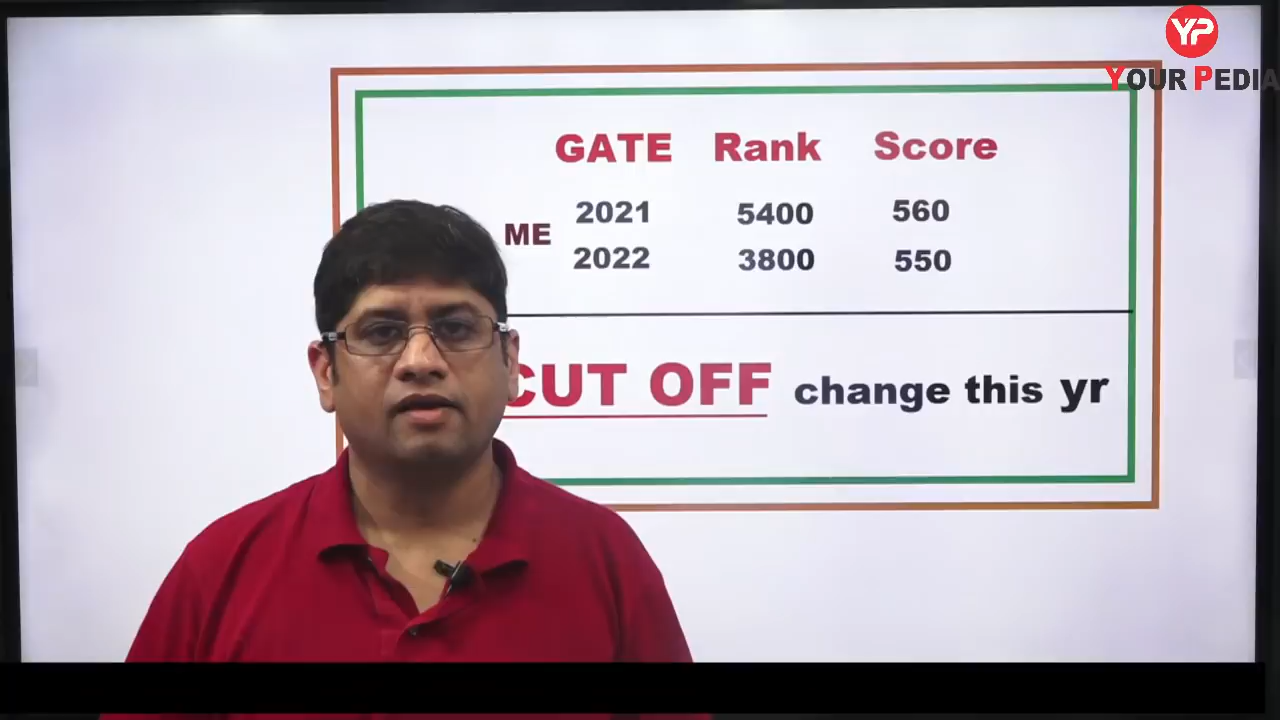 YP
YOUR PEDIA
GATE Rank Score
ME
2021 5400 560
2022 3800 550
CUT OFF change this yr